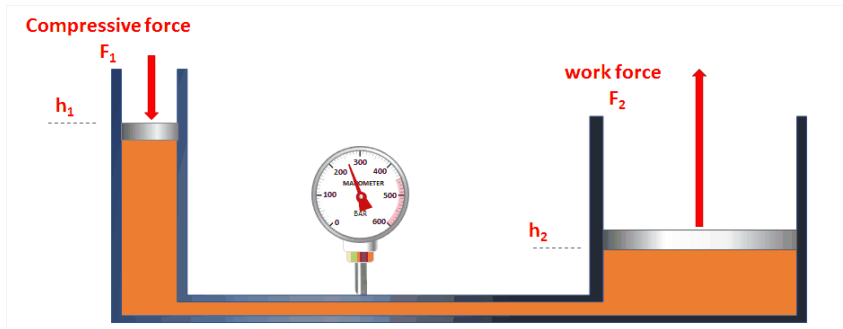 Compressive force
F₁
h₁
work force
F₂
h₂
300
200
400
MANOMETER
100
500
BAR
0
600